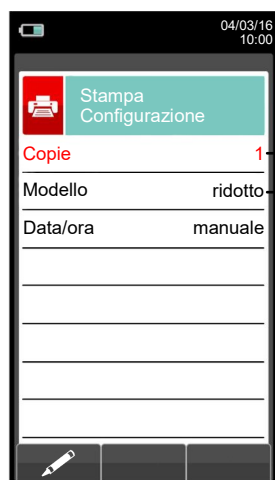 04/03/16
10:00
Stampa
Configurazione
Copie 1
Modello ridotto
Data/ora manuale